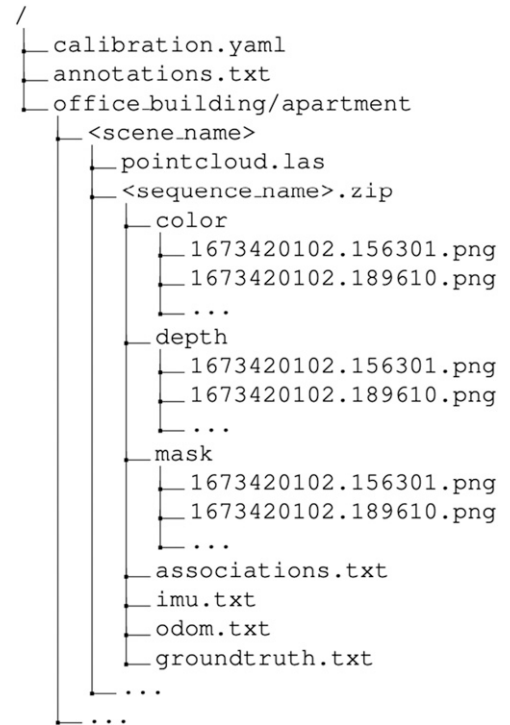 /
calibration.yaml
annotations.txt
office_building/apartment
<scene_name>
pointcloud.las
<sequence_name>.zip
color
1673420102.156301.png
1673420102.189610.png
...
depth
1673420102.156301.png
1673420102.189610.png
...
mask
1673420102.156301.png
1673420102.189610.png
...
associations.txt
imu.txt
odom.txt
groundtruth.txt
...
...